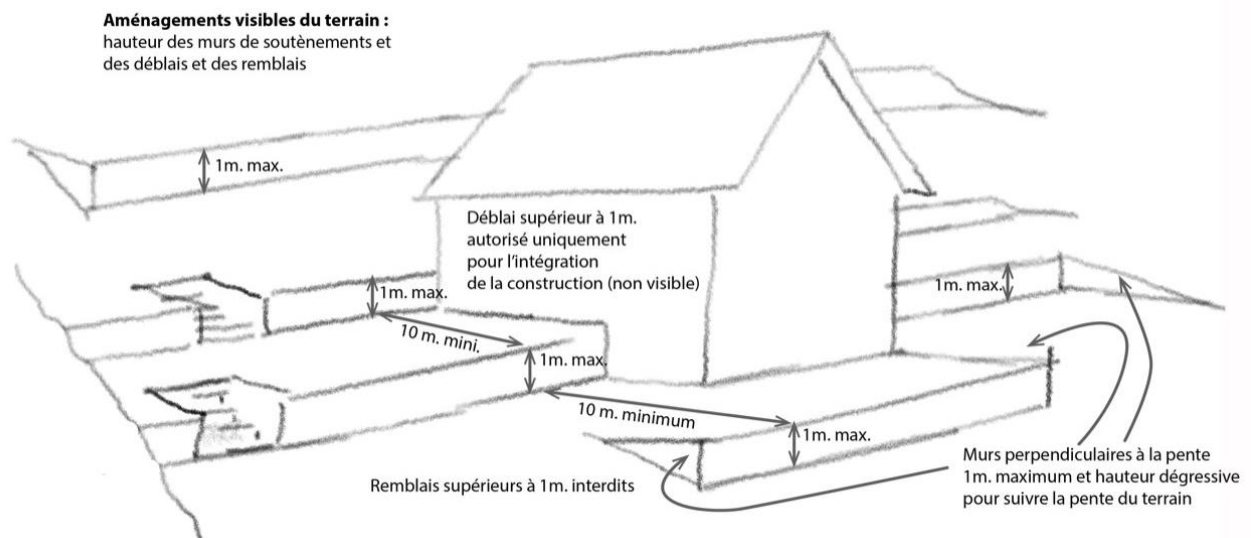 Aménagements visibles du terrain :
hauteur des murs de soutènements et
des déblais et des remblais
1m. max.
Déblai supérieur à 1m.
autorisé uniquement
pour l'intégration
de la construction (non visible)
1m. max.
1m. max.
10 m. mini.
1m. max.
10 m. minimum
1m. max.
Remblais supérieurs à 1m. interdits
Murs perpendiculaires à la pente
1m. maximum et hauteur dégressive
pour suivre la pente du terrain